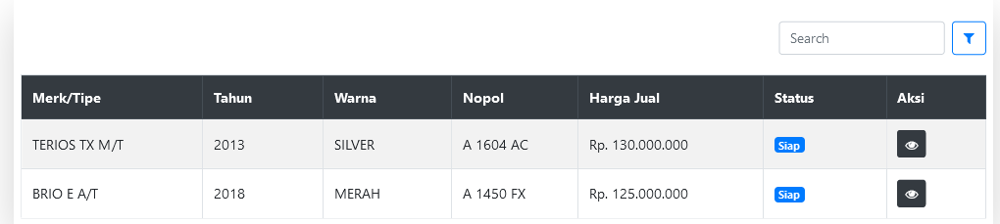 Search
Merk/Tipe Tahun Warna Nopol Harga Jual Status Aksi
TERIOS TX M/T 2013 SILVER A 1604 AC Rp. 130.000.000 Siap
BRIO E A/T 2018 MERAH A 1450 FX Rp. 125.000.000 Siap